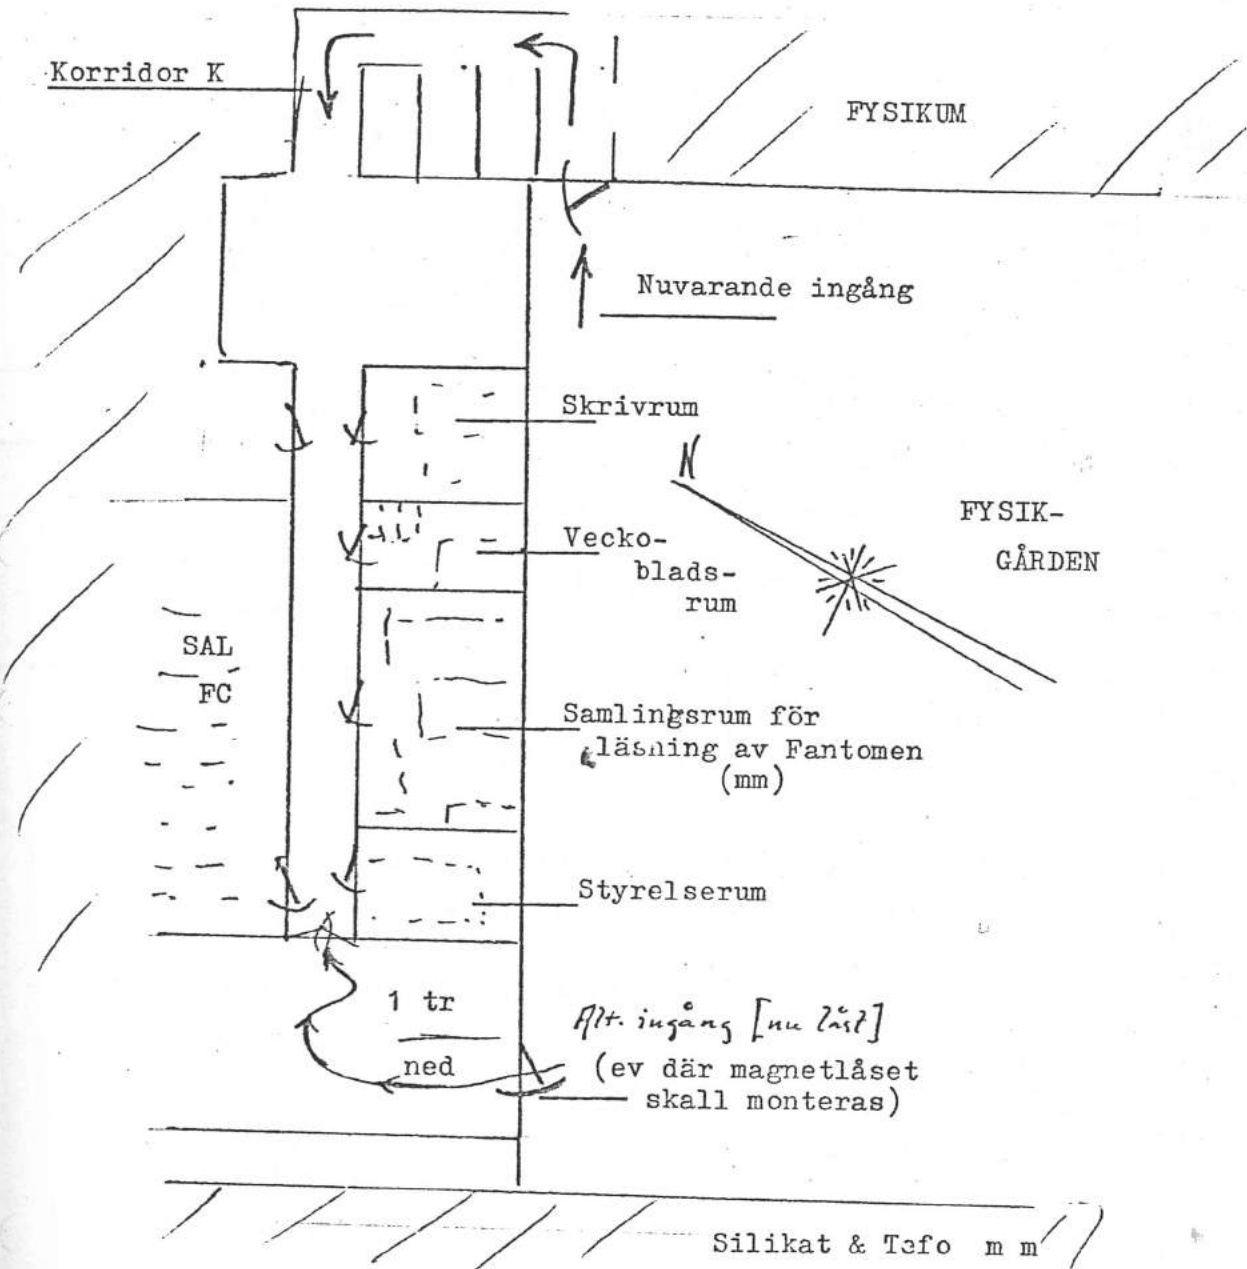 Korridor K
FYSIKUM
Nuvarande ingång
Skrivrum
N
Vecko-
blads-
rum
FYSIK-
GÅRDEN
SAL
FC
Samlingsrum för
läsning av Fantomen
(mm)
Styrelserum
1 tr
ned
Alt. ingång [nu låst]
(ev där magnetlåset
skall monteras)
Silikat & Tefo m m